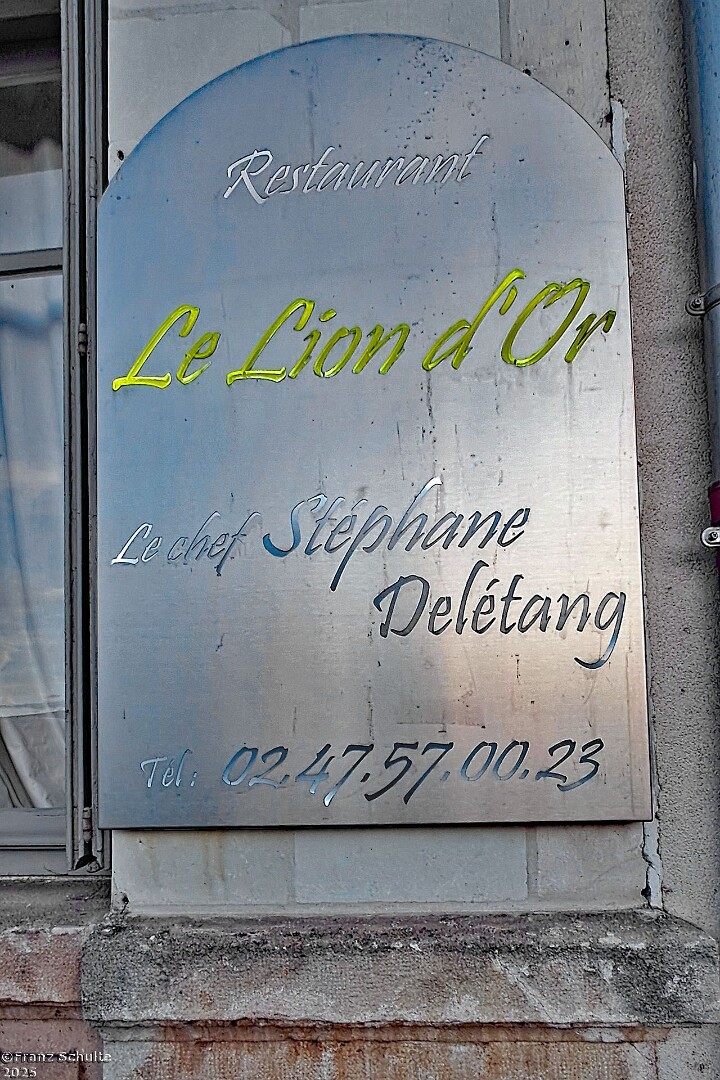 Restaurant
Le Lion d'Or
Le chef Stéphane
Delétang
Tél : 02.47.57.00.23
©Franz Schulte
2025